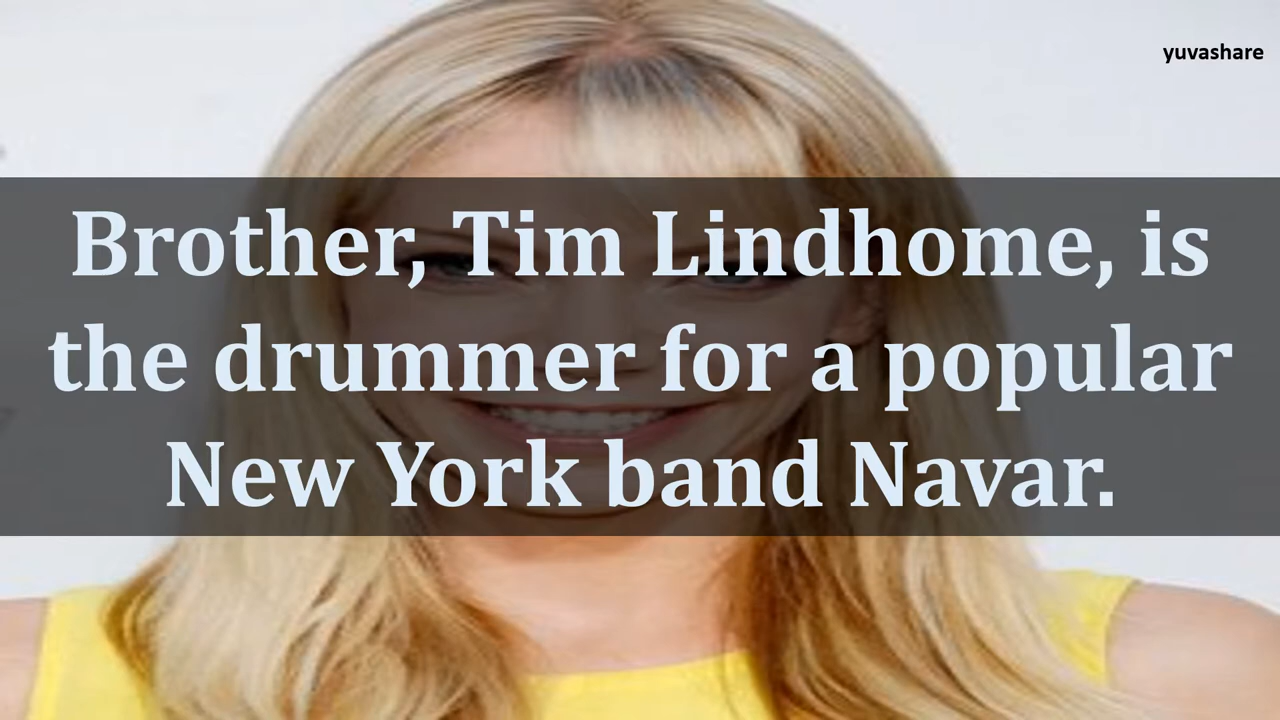 yuvashare
Brother, Tim Lindhome, is
the drummer for a popular
New York band Navar.